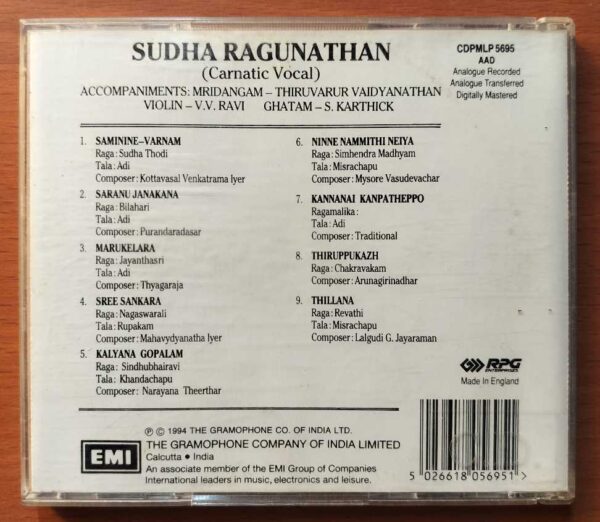 SUDHA RAGUNATHAN
(Carnatic Vocal)
ACCOMPANIMENTS: MRIDANGAM – THIRUVARUR VAIDYANATHAN
VIOLIN – V.V. RAVI GHATAM – S. KARTHICK
CDPMLP 5695
AAD
Analogue Recorded
Analogue Transferred
Digitally Mastered
1. SAMININE–VARNAM
Raga: Sudha Thodi
Tala: Adi
Composer: Kottavasal Venkatrama Iyer
2. SARANU JANAKANA
Raga: Bilahari
Tala: Adi
Composer: Purandaradasar
3. MARUKELARA
Raga: Jayanthasri
Tala: Adi
Composer: Thyagaraja
4. SREE SANKARA
Raga: Nagaswarali
Tala: Rupakam
Composer: Mahavydyanatha Iyer
5. KALYANA GOPALAM
Raga: Sindhubhairavi
Tala: Khandachapu
Composer: Narayana Theerthar
6. NINNE NAMMITHI NEIYA
Raga: Simhendra Madhyam
Tala: Misrachapu
Composer: Mysore Vasudevachar
7. KANNANAI KANPATHEPPO
Ragamalika:
Tala: Adi
Composer: Traditional
8. THIRUPPUKAZH
Raga: Chakravakam
Composer: Arunagirinadhar
9. THILLANA
Raga: Revathi
Tala: Misrachapu
Composer: Lalgudi G. Jayaraman
RPG
ENTERPRISES
Made In England
℗ © 1994 THE GRAMOPHONE CO. OF INDIA LTD.
EMI
THE GRAMOPHONE COMPANY OF INDIA LIMITED
Calcutta • India
An associate member of the EMI Group of Companies
International leaders in music, electronics and leisure.
5 026618 056951 >